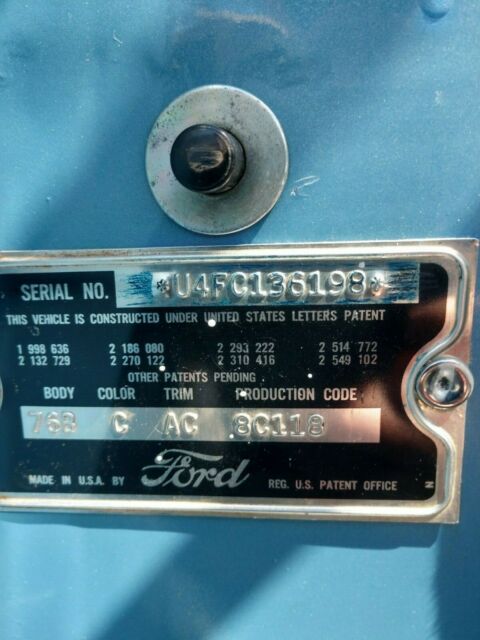 SERIAL NO. *U4FC136198*
THIS VEHICLE IS CONSTRUCTED UNDER UNITED STATES LETTERS PATENT
1 998 636 2 186 080 2 293 222 2 514 772
2 132 729 2 270 122 2 310 416 2 549 102
OTHER PATENTS PENDING
BODY COLOR TRIM PRODUCTION CODE
76B C AC 8C118
MADE IN U.S.A. BY Ford REG. U.S. PATENT OFFICE
N